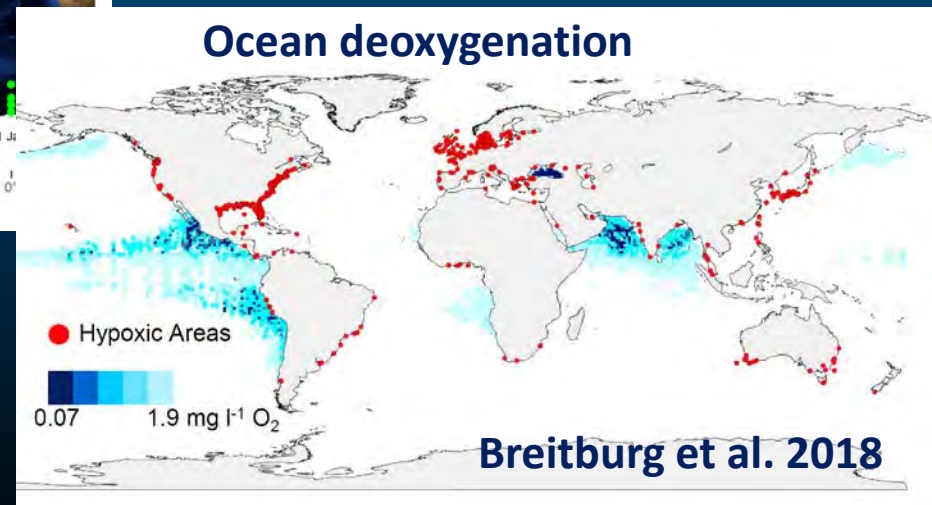 Ocean deoxygenation
Hypoxic Areas
0.07 1.9 mg l⁻¹ O₂
Breitburg et al. 2018